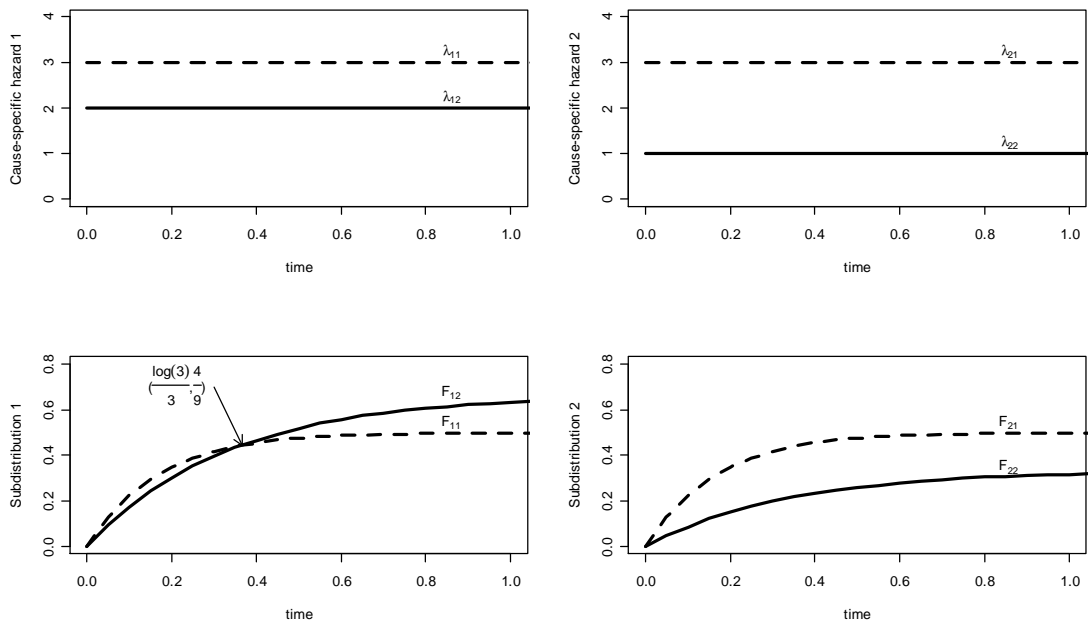 Cause-specific hazard 1
4
3
2
1
0
λ11
λ12
0.0 0.2 0.4 0.6 0.8 1.0
time
Cause-specific hazard 2
4
3
2
1
0
λ21
λ22
0.0 0.2 0.4 0.6 0.8 1.0
time
Subdistribution 1
0.8
0.6
0.4
0.2
0.0
(log(3)/3, 4/9)
F12
F11
0.0 0.2 0.4 0.6 0.8 1.0
time
Subdistribution 2
0.8
0.6
0.4
0.2
0.0
F21
F22
0.0 0.2 0.4 0.6 0.8 1.0
time